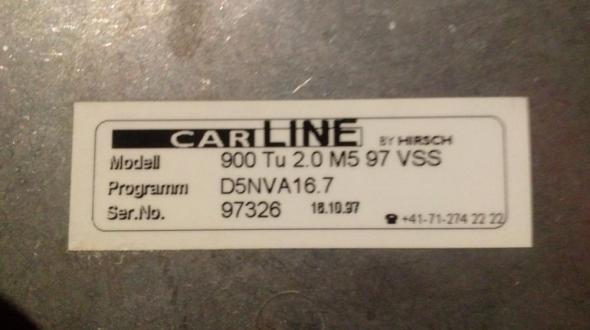 CARLINE BY HIRSCH
Modell 900 Tu 2.0 M5 97 VSS
Programm D5NVA16.7
Ser.No. 97326 16.10.97
☎ +41-71-274 22 22